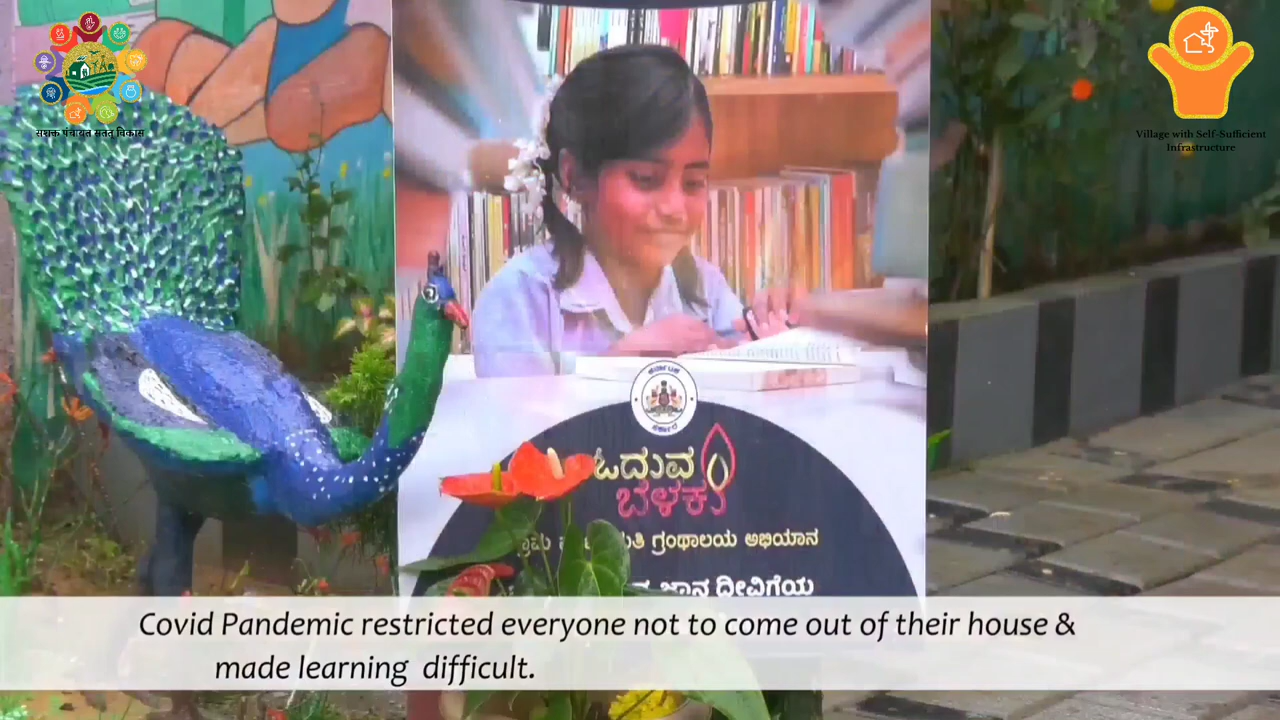 सशक्त पंचायत सतत् विकास
Village with Self-Sufficient
Infrastructure
ಓದುವ
ಬೆಳಕು
ಗ್ರಂಥಾಲಯ ಅಭಿಯಾನ
ಜ್ಞಾನ ದೀವಿಗೆಯ
Covid Pandemic restricted everyone not to come out of their house &
made learning difficult.